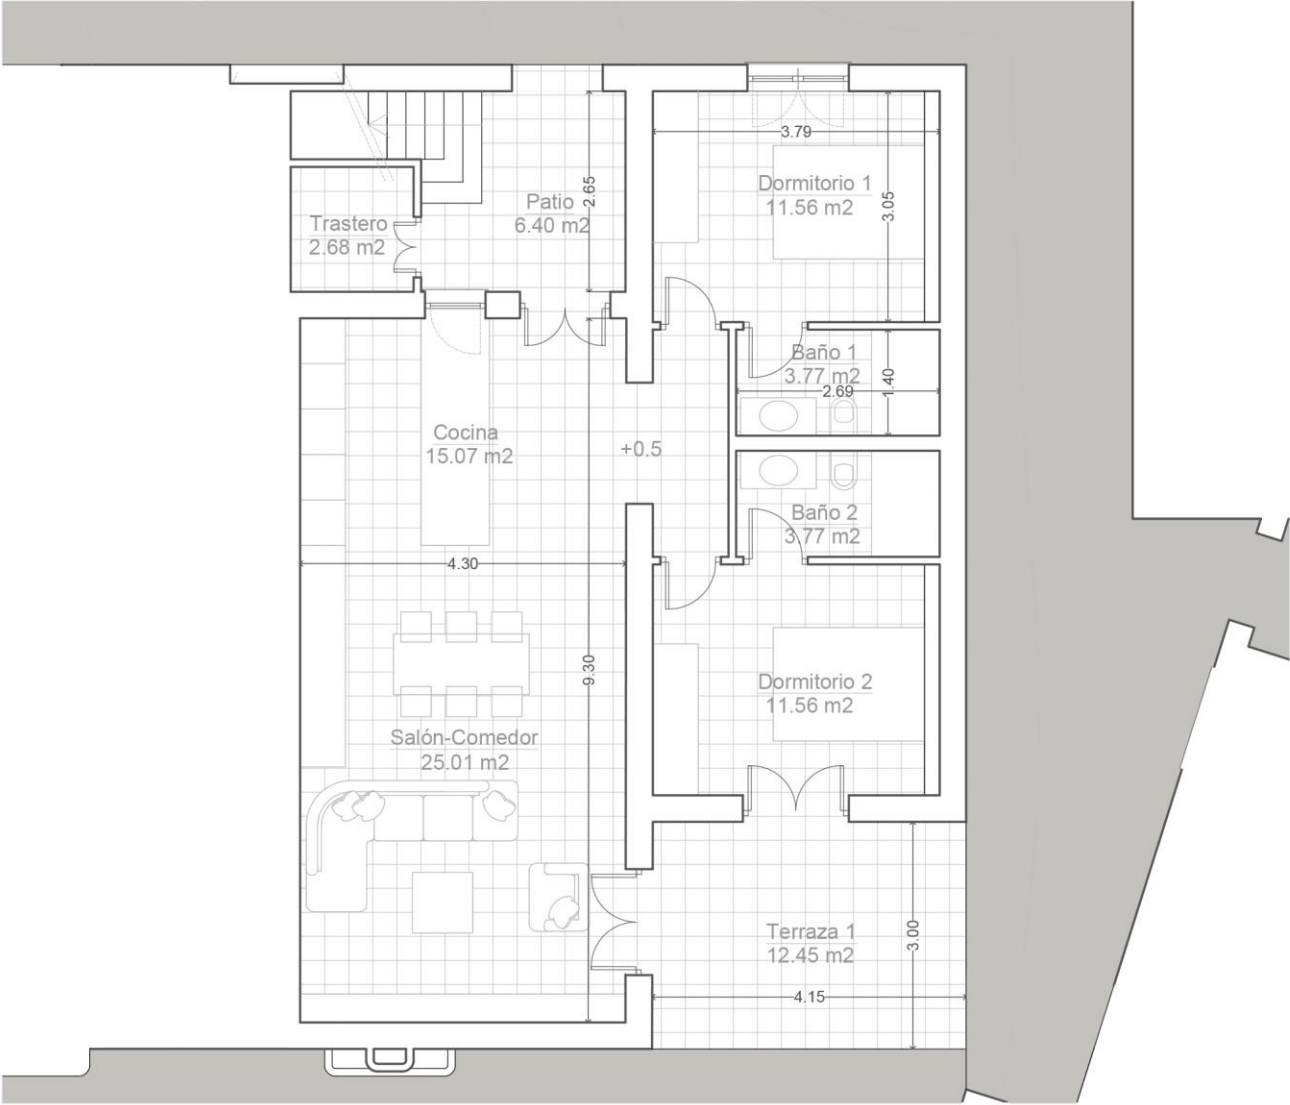 3.79
Dormitorio 1
11.56 m2
3.05
Patio
6.40 m2
2.65
Trastero
2.68 m2
Baño 1
3.77 m2
2.69
1.40
Cocina
15.07 m2
+0.5
Baño 2
3.77 m2
4.30
9.30
Dormitorio 2
11.56 m2
Salón-Comedor
25.01 m2
Terraza 1
12.45 m2
3.00
4.15